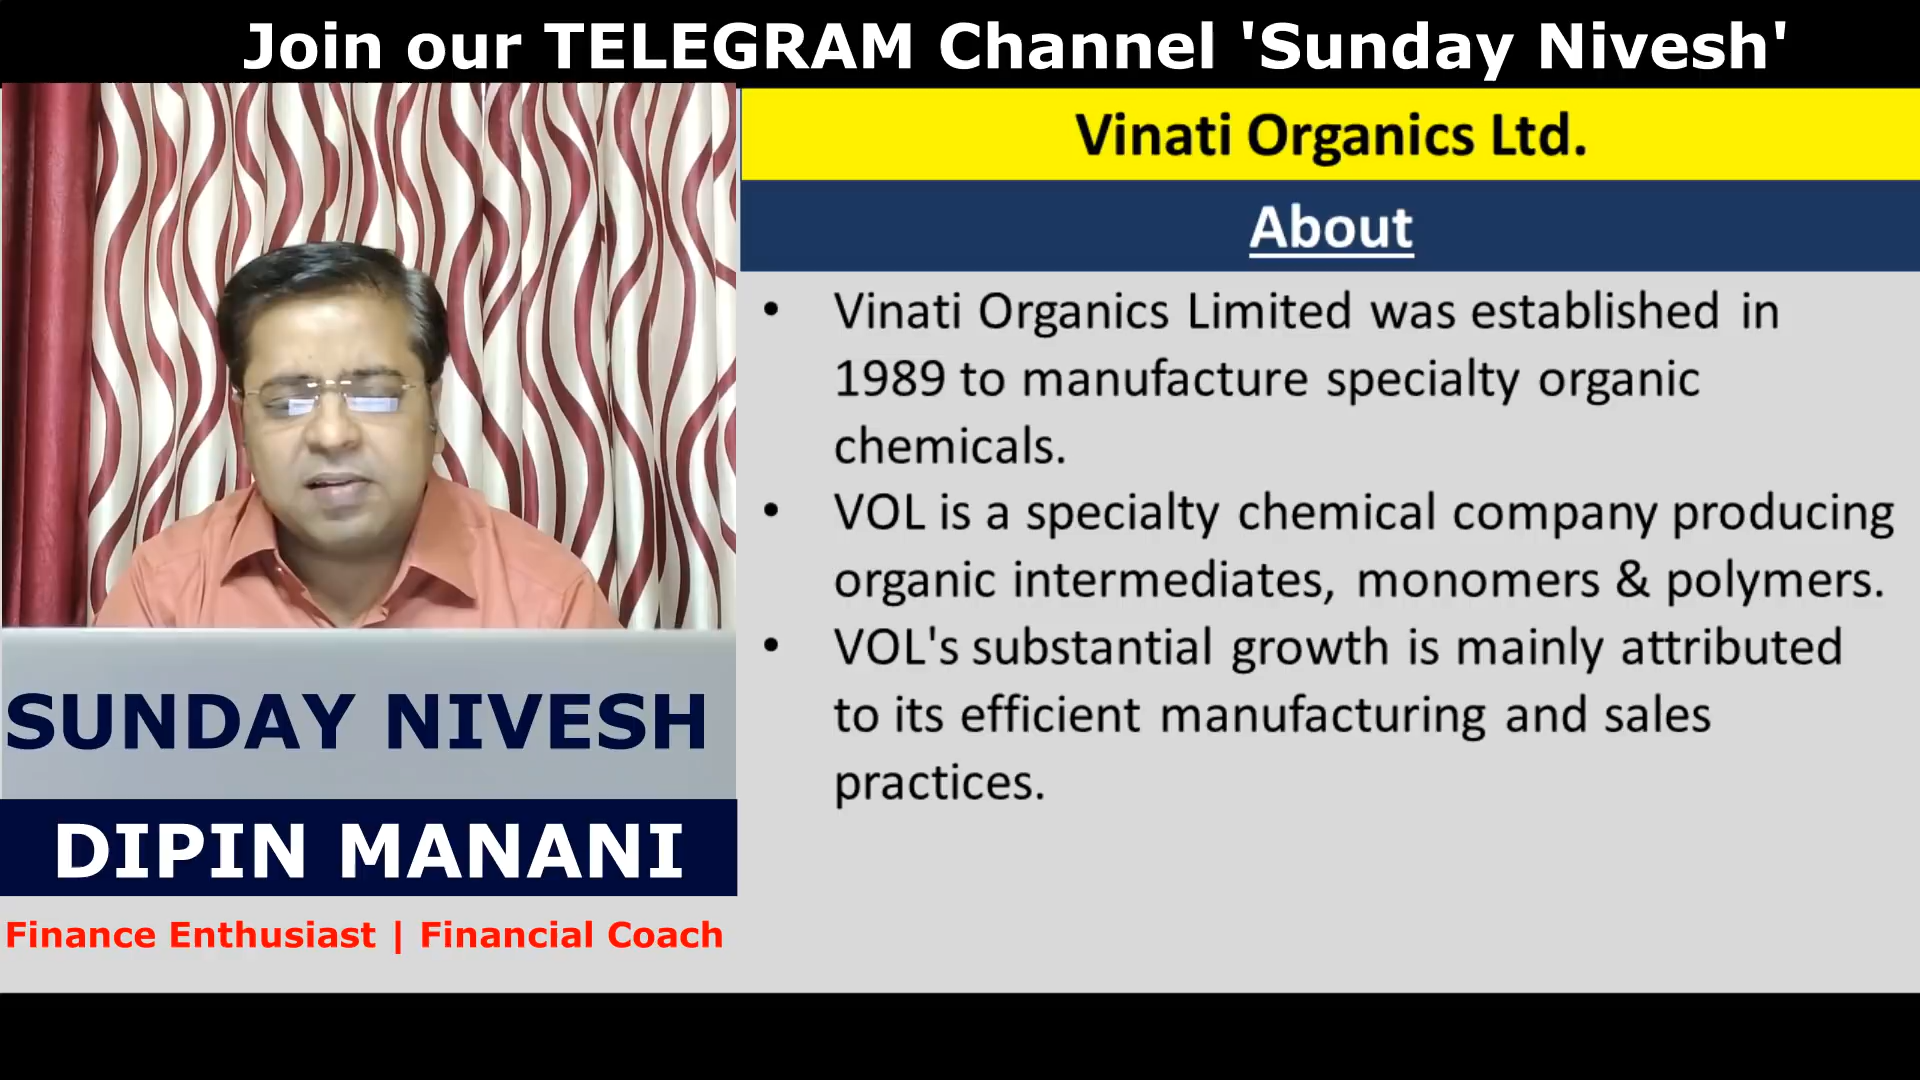 Join our TELEGRAM Channel 'Sunday Nivesh'
Vinati Organics Ltd.
About
• Vinati Organics Limited was established in
1989 to manufacture specialty organic
chemicals.
• VOL is a specialty chemical company producing
organic intermediates, monomers & polymers.
• VOL's substantial growth is mainly attributed
to its efficient manufacturing and sales
practices.
SUNDAY NIVESH
DIPIN MANANI
Finance Enthusiast | Financial Coach